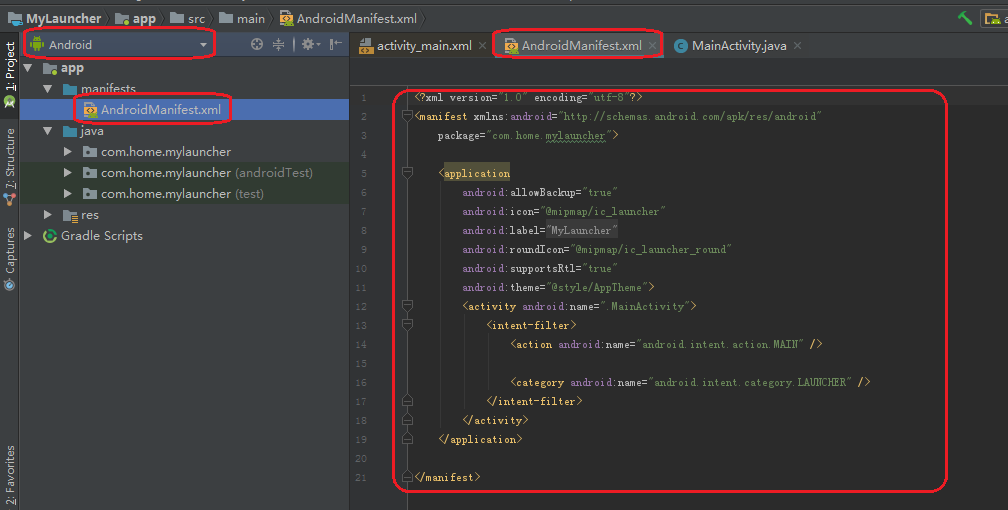 MyLauncher app src main AndroidManifest.xml
Android
activity_main.xml AndroidManifest.xml MainActivity.java
1: Project
7: Structure
Captures
2: Favorites
app
manifests
AndroidManifest.xml
java
com.home.mylauncher
com.home.mylauncher (androidTest)
com.home.mylauncher (test)
res
Gradle Scripts
1 <?xml version="1.0" encoding="utf-8"?>
2 <manifest xmlns:android="http://schemas.android.com/apk/res/android"
3 package="com.home.mylauncher">
4
5 <application
6 android:allowBackup="true"
7 android:icon="@mipmap/ic_launcher"
8 android:label="MyLauncher"
9 android:roundIcon="@mipmap/ic_launcher_round"
10 android:supportsRtl="true"
11 android:theme="@style/AppTheme">
12 <activity android:name=".MainActivity">
13 <intent-filter>
14 <action android:name="android.intent.action.MAIN" />
15
16 <category android:name="android.intent.category.LAUNCHER" />
17 </intent-filter>
18 </activity>
19 </application>
20
21 </manifest>